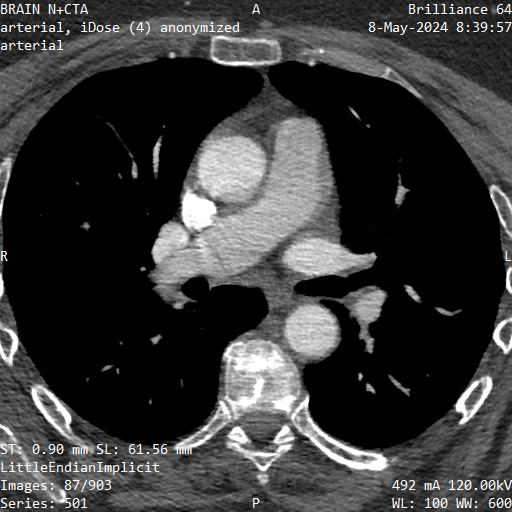 BRAIN N+CTA
A
Brilliance 64
arterial, iDose (4) anonymized
8-May-2024 8:39:57
arterial
R
L
ST: 0.90 mm SL: 61.56 mm
LittleEndianImplicit
Images: 87/903
492 mA 120.00kV
Series: 501
P
WL: 100 WW: 600